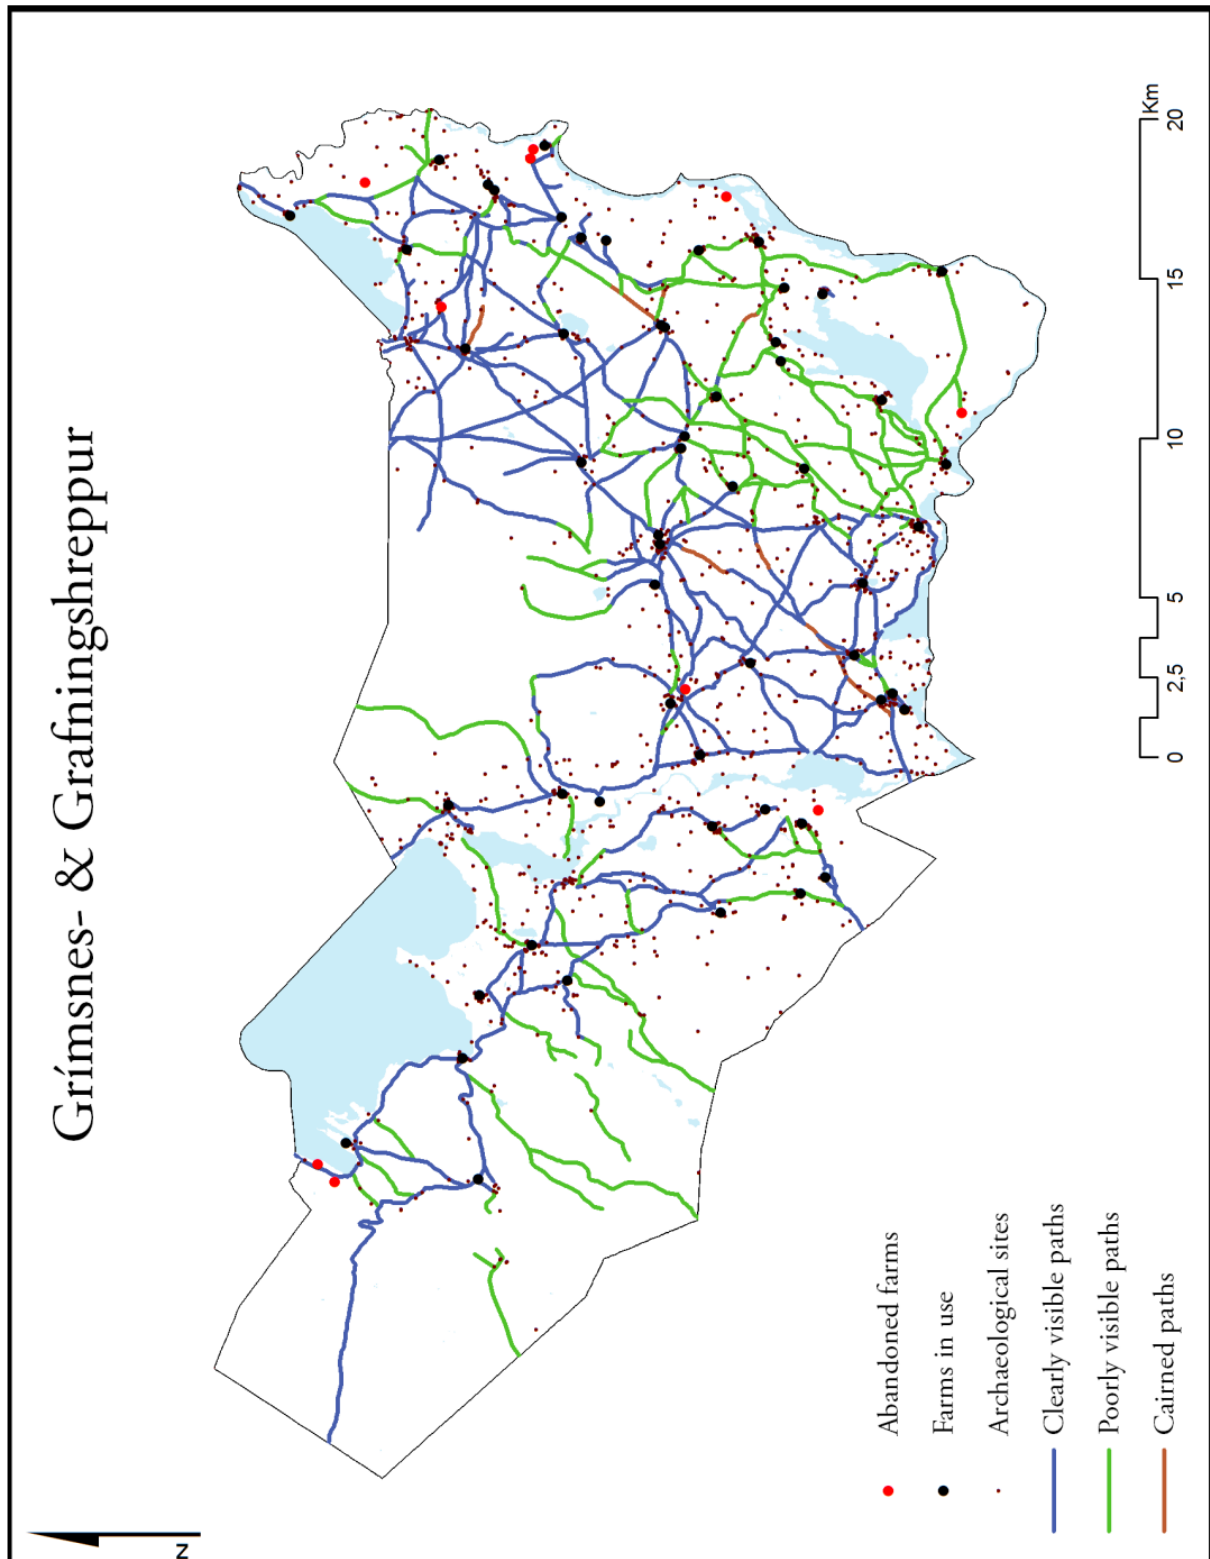 Grímsnes- & Grafningshreppur
N
Abandoned farms
Farms in use
Archaeological sites
Clearly visible paths
Poorly visible paths
Cairned paths
0 2.5 5 10 15 20
Km